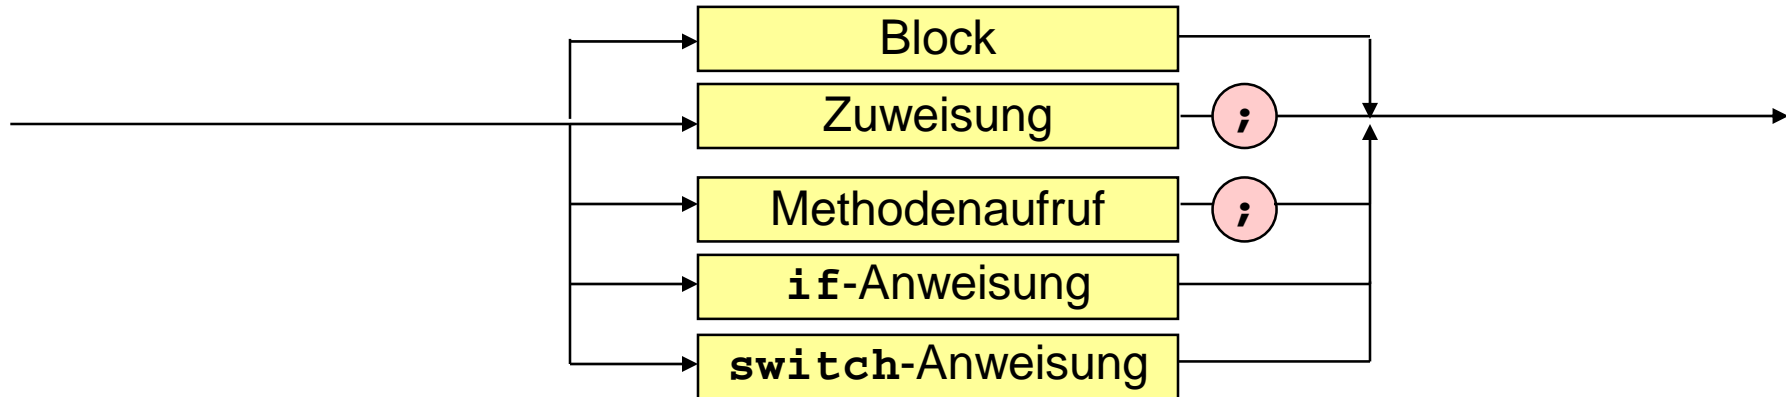 Block
Zuweisung ;
Methodenaufruf ;
if-Anweisung
switch-Anweisung